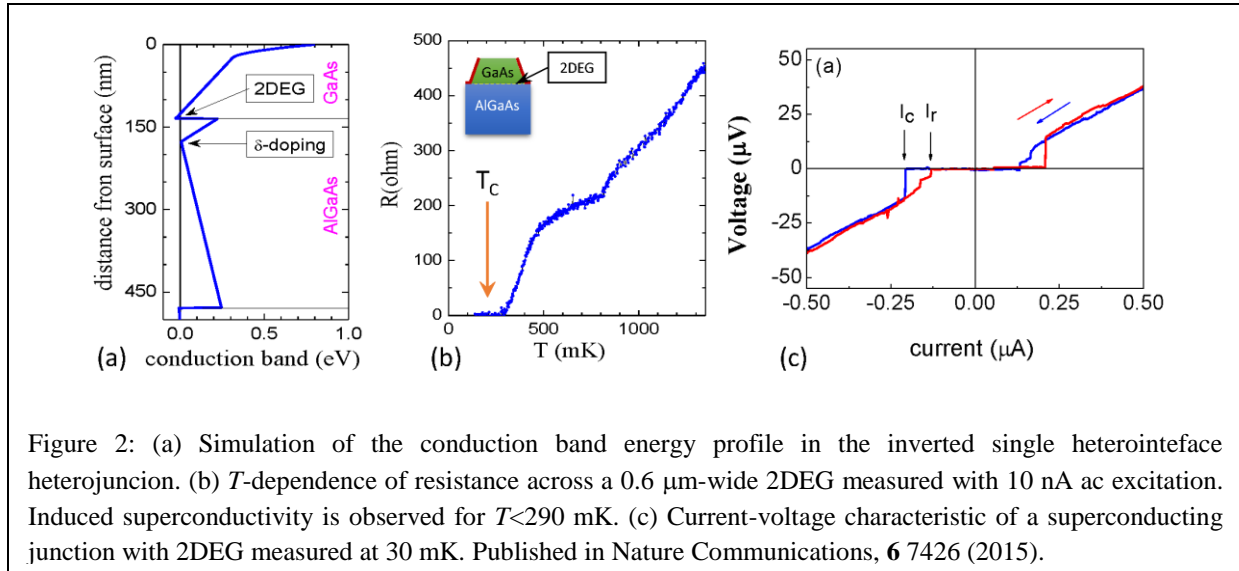 0
150
300
450
distance fron surface (nm)
2DEG
δ-doping
GaAs
AlGaAs
0.0 0.5 1.0
(a) conduction band (eV)
500
400
300
200
100
0
R(ohm)
GaAs
AlGaAs
2DEG
T_C
500 1000
(b) T (mK)
50
25
0
-25
-50
Voltage (μV)
(a)
I_c I_r
-0.50 -0.25 0.00 0.25 0.50
(c) current (μA)
Figure 2: (a) Simulation of the conduction band energy profile in the inverted single heterointeface
heterojuncion. (b) T-dependence of resistance across a 0.6 μm-wide 2DEG measured with 10 nA ac excitation.
Induced superconductivity is observed for T<290 mK. (c) Current-voltage characteristic of a superconducting
junction with 2DEG measured at 30 mK. Published in Nature Communications, 6 7426 (2015).